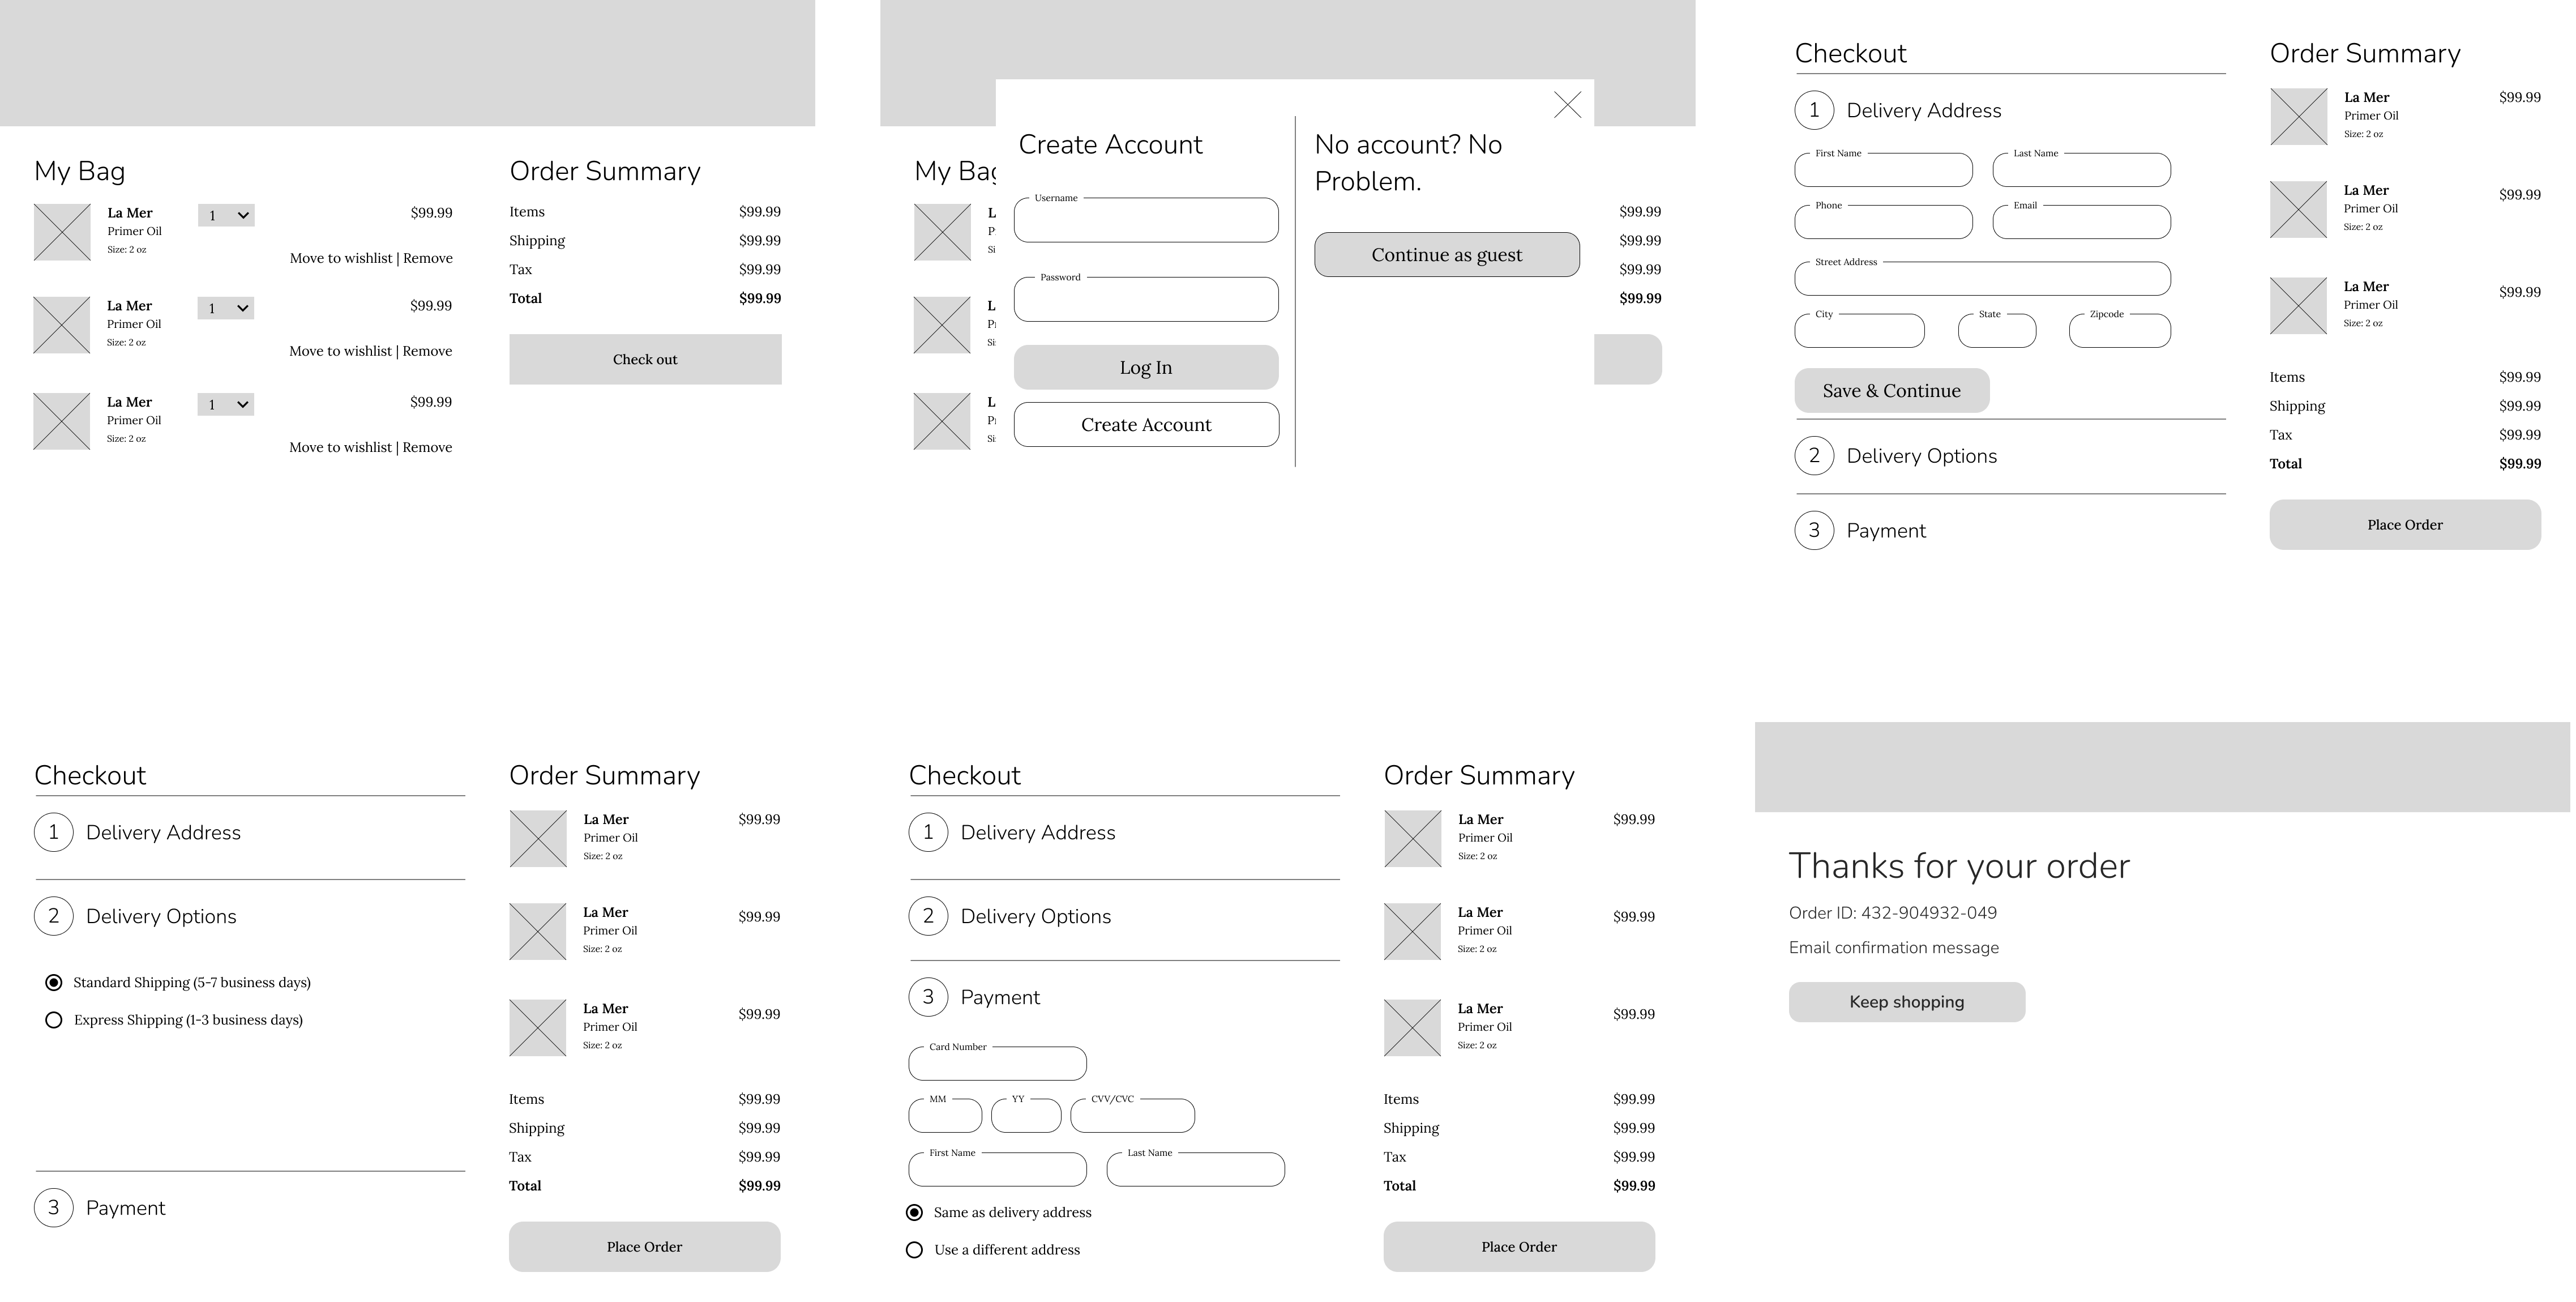 My Bag
La Mer
Primer Oil
Size: 2 oz
1
$99.99
Move to wishlist | Remove
La Mer
Primer Oil
Size: 2 oz
1
$99.99
Move to wishlist | Remove
La Mer
Primer Oil
Size: 2 oz
1
$99.99
Move to wishlist | Remove
Order Summary
Items $99.99
Shipping $99.99
Tax $99.99
Total $99.99
Check out
My Bag
L
P
Si
L
Pr
Si
L
Pr
Si
Create Account
Username
Password
Log In
Create Account
No account? No
Problem.
Continue as guest
$99.99
$99.99
$99.99
$99.99
Checkout
1 Delivery Address
First Name
Last Name
Phone
Email
Street Address
City
State
Zipcode
Save & Continue
2 Delivery Options
3 Payment
Order Summary
La Mer $99.99
Primer Oil
Size: 2 oz
La Mer $99.99
Primer Oil
Size: 2 oz
La Mer $99.99
Primer Oil
Size: 2 oz
Items $99.99
Shipping $99.99
Tax $99.99
Total $99.99
Place Order
Checkout
1 Delivery Address
2 Delivery Options
Standard Shipping (5-7 business days)
Express Shipping (1-3 business days)
3 Payment
Order Summary
La Mer $99.99
Primer Oil
Size: 2 oz
La Mer $99.99
Primer Oil
Size: 2 oz
La Mer $99.99
Primer Oil
Size: 2 oz
Items $99.99
Shipping $99.99
Tax $99.99
Total $99.99
Place Order
Checkout
1 Delivery Address
2 Delivery Options
3 Payment
Card Number
MM
YY
CVV/CVC
First Name
Last Name
Same as delivery address
Use a different address
Order Summary
La Mer $99.99
Primer Oil
Size: 2 oz
La Mer $99.99
Primer Oil
Size: 2 oz
La Mer $99.99
Primer Oil
Size: 2 oz
Items $99.99
Shipping $99.99
Tax $99.99
Total $99.99
Place Order
Thanks for your order
Order ID: 432-904932-049
Email confirmation message
Keep shopping